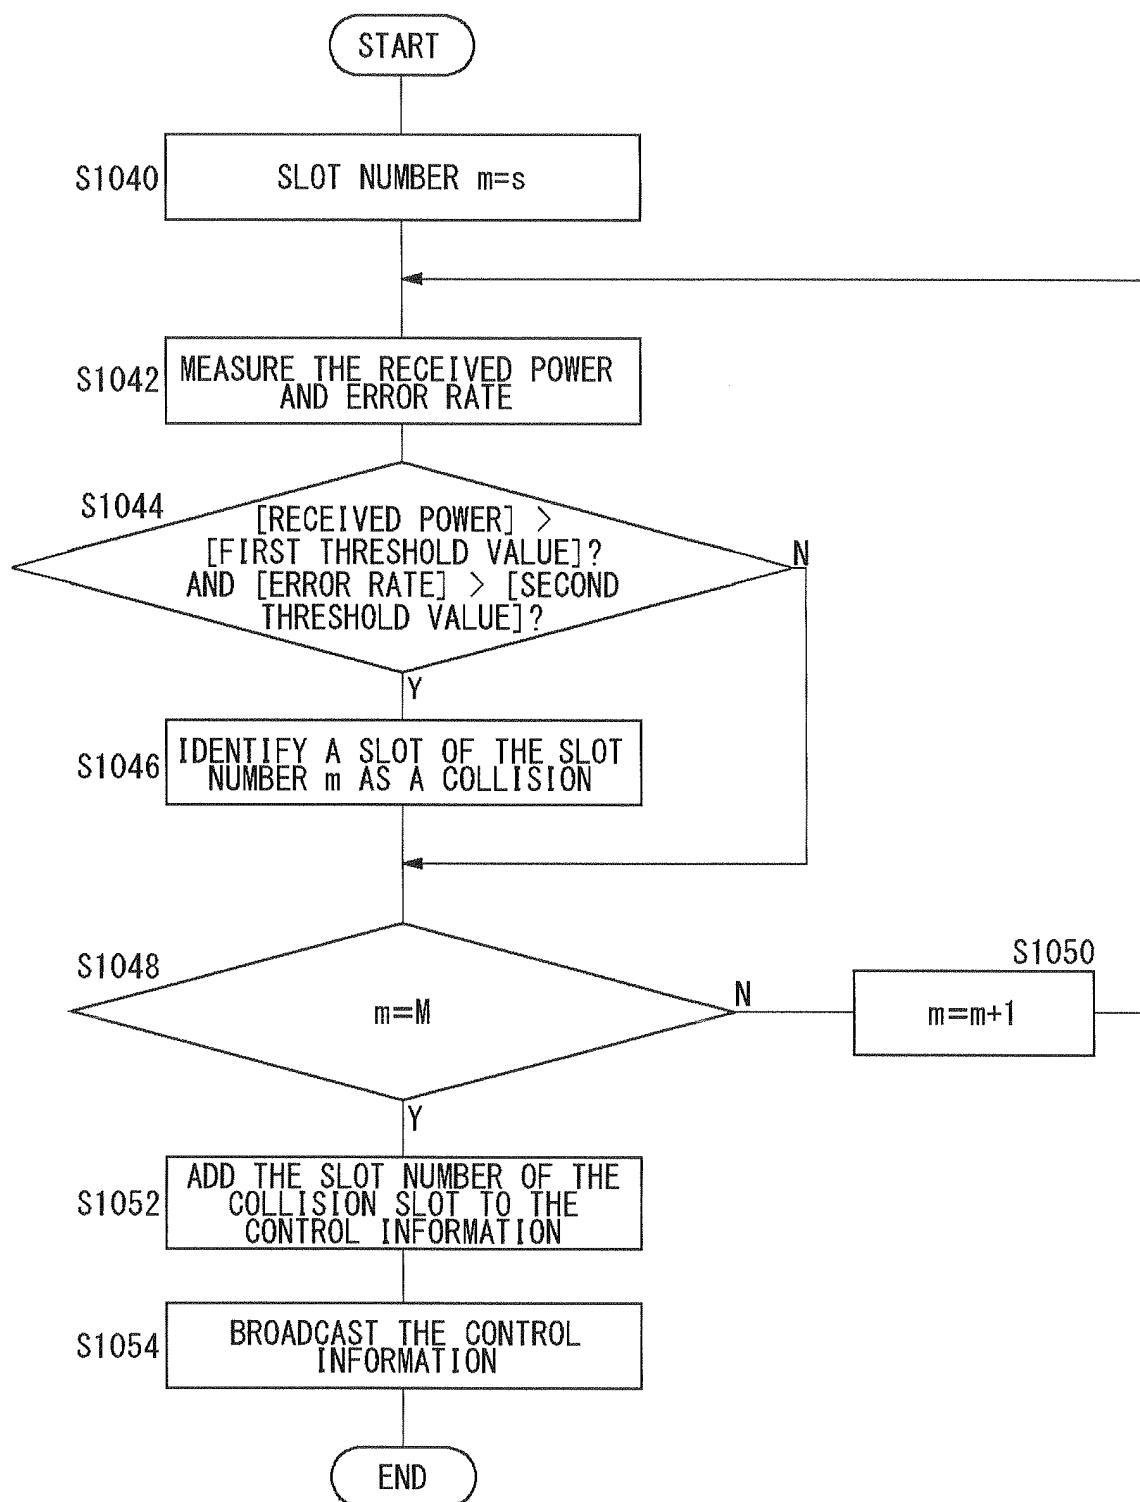 START
S1040
SLOT NUMBER m=s
S1042
MEASURE THE RECEIVED POWER
AND ERROR RATE
S1044
[RECEIVED POWER] >
[FIRST THRESHOLD VALUE]?
AND [ERROR RATE] > [SECOND
THRESHOLD VALUE]?
N
Y
S1046
IDENTIFY A SLOT OF THE SLOT
NUMBER m AS A COLLISION
S1048
m=M
N
S1050
m=m+1
Y
S1052
ADD THE SLOT NUMBER OF THE
COLLISION SLOT TO THE
CONTROL INFORMATION
S1054
BROADCAST THE CONTROL
INFORMATION
END